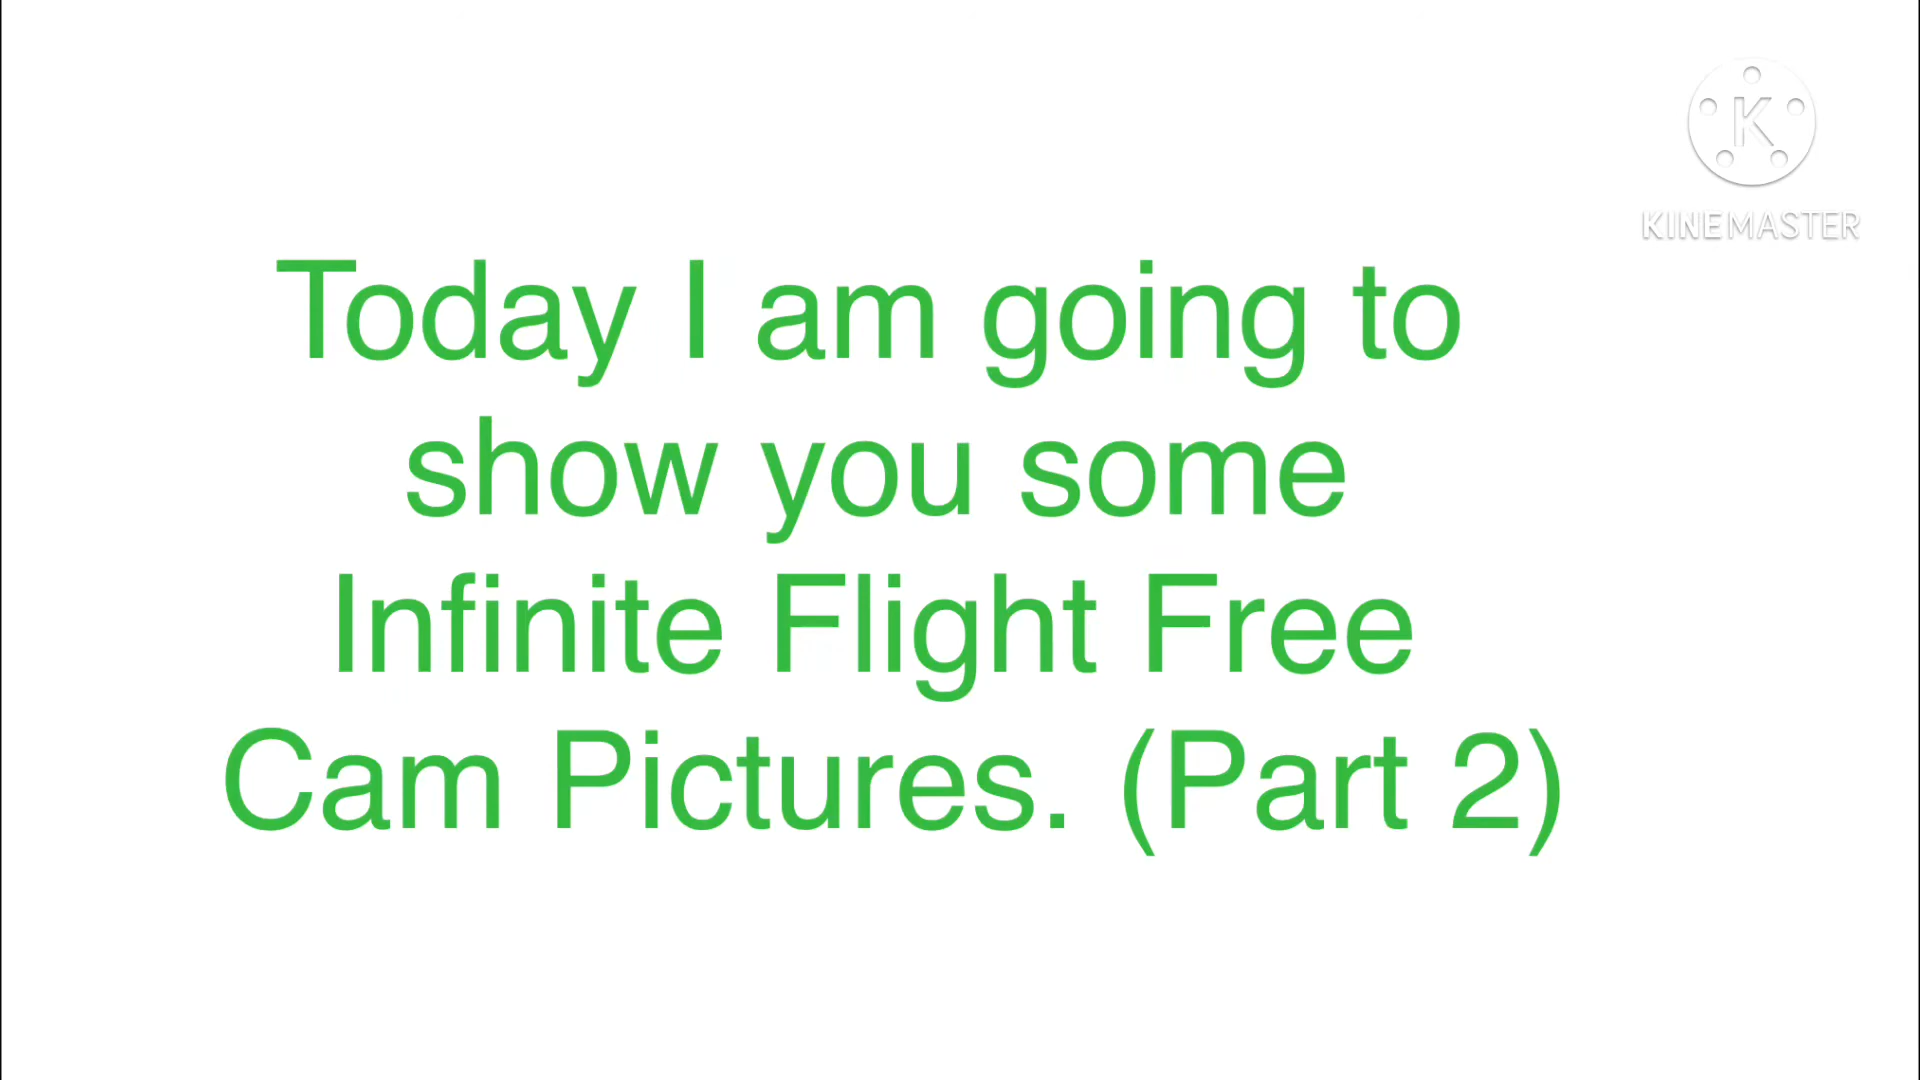 K
KINEMASTER
Today I am going to
show you some
Infinite Flight Free
Cam Pictures. (Part 2)